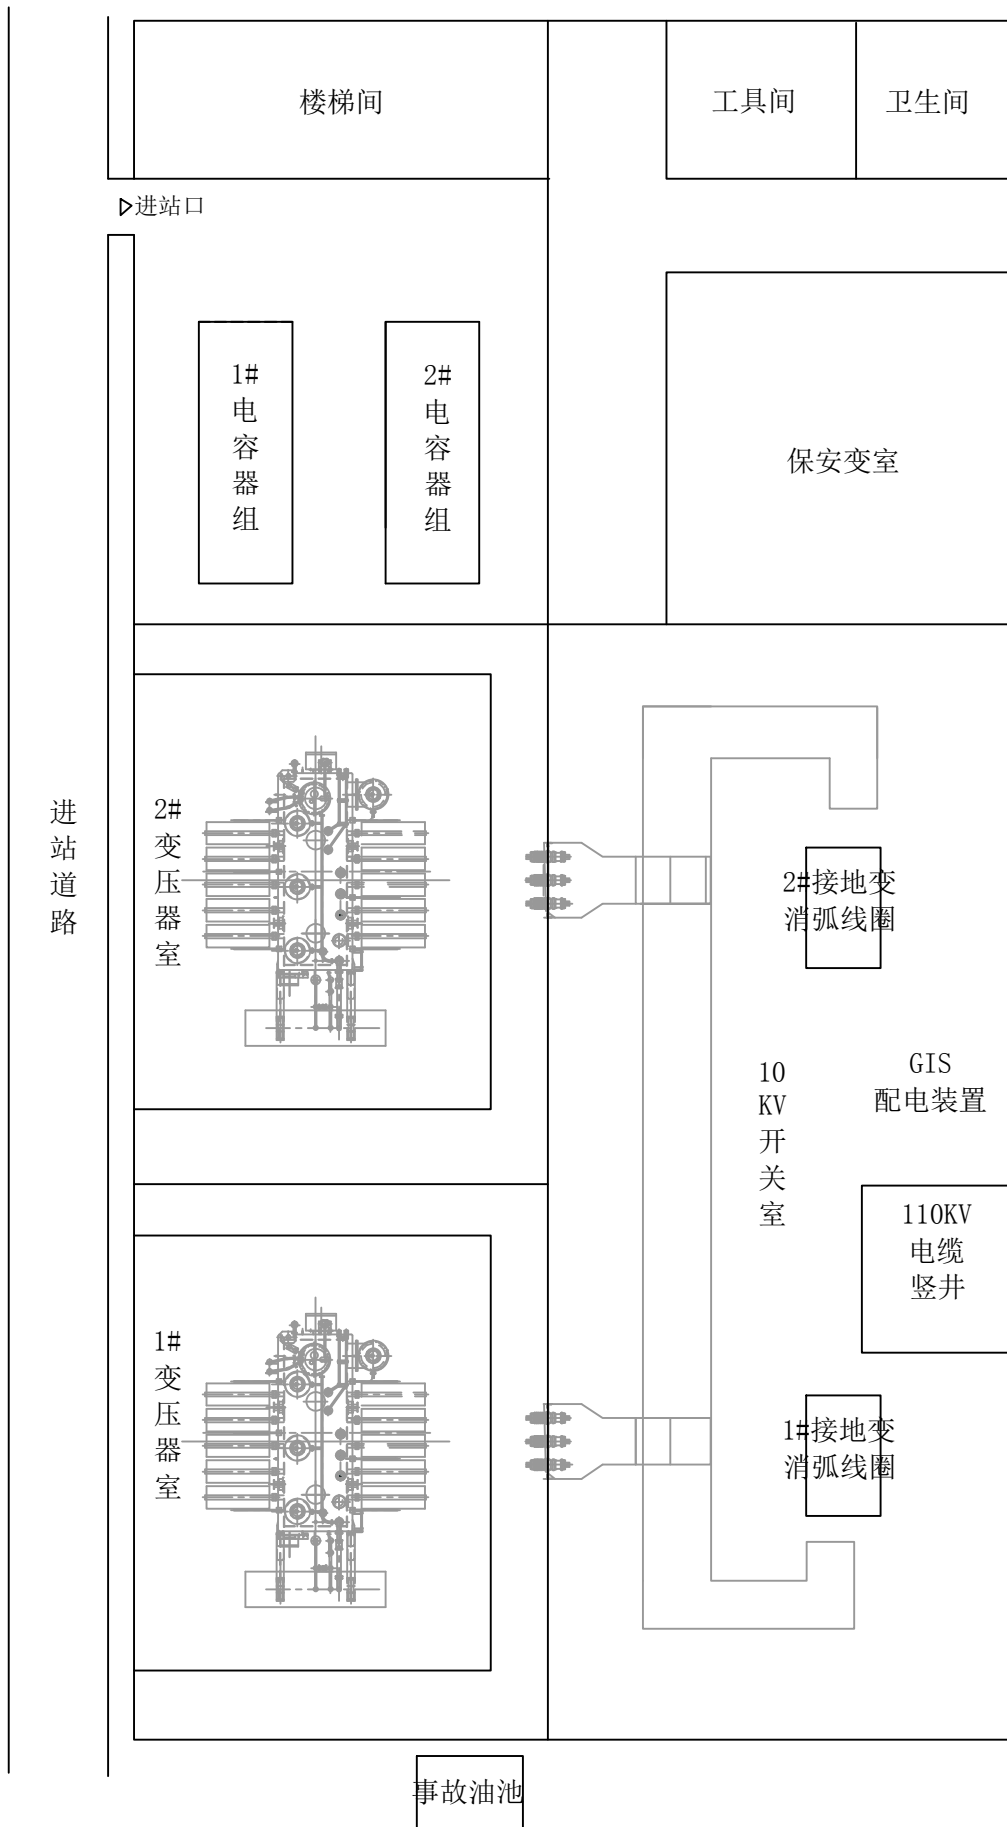 楼梯间
工具间
卫生间
进站口
1#
电
容
器
组
2#
电
容
器
组
保安变室
进
站
道
路
2#
变
压
器
室
2#接地变
消弧线圈
10
KV
开
关
室
GIS
配电装置
110KV
电缆
竖井
1#
变
压
器
室
1#接地变
消弧线圈
事故油池